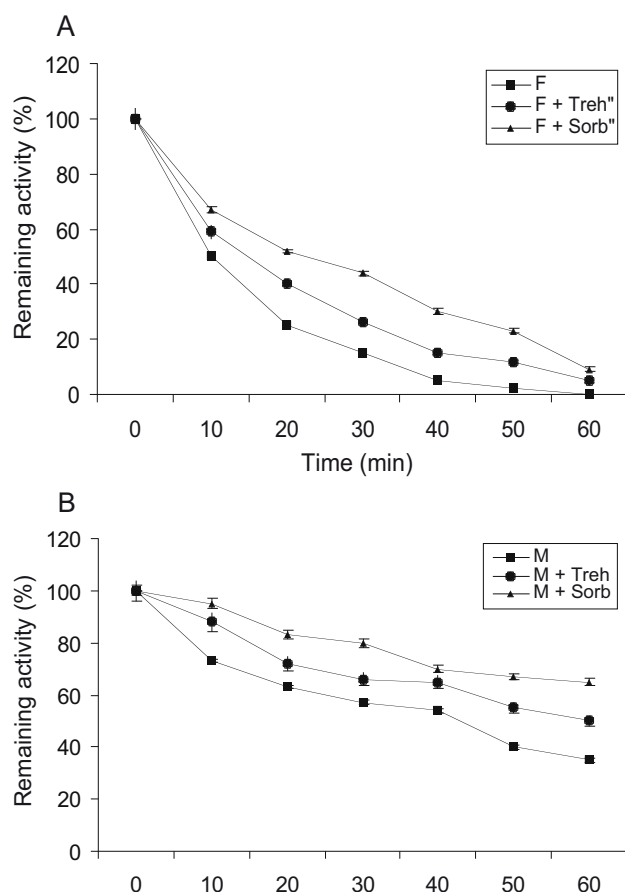 A
Remaining activity (%)
120
100
80
60
40
20
0
F
F + Treh"
F + Sorb"
0 10 20 30 40 50 60
Time (min)
B
Remaining activity (%)
120
100
80
60
40
20
0
M
M + Treh
M + Sorb
0 10 20 30 40 50 60